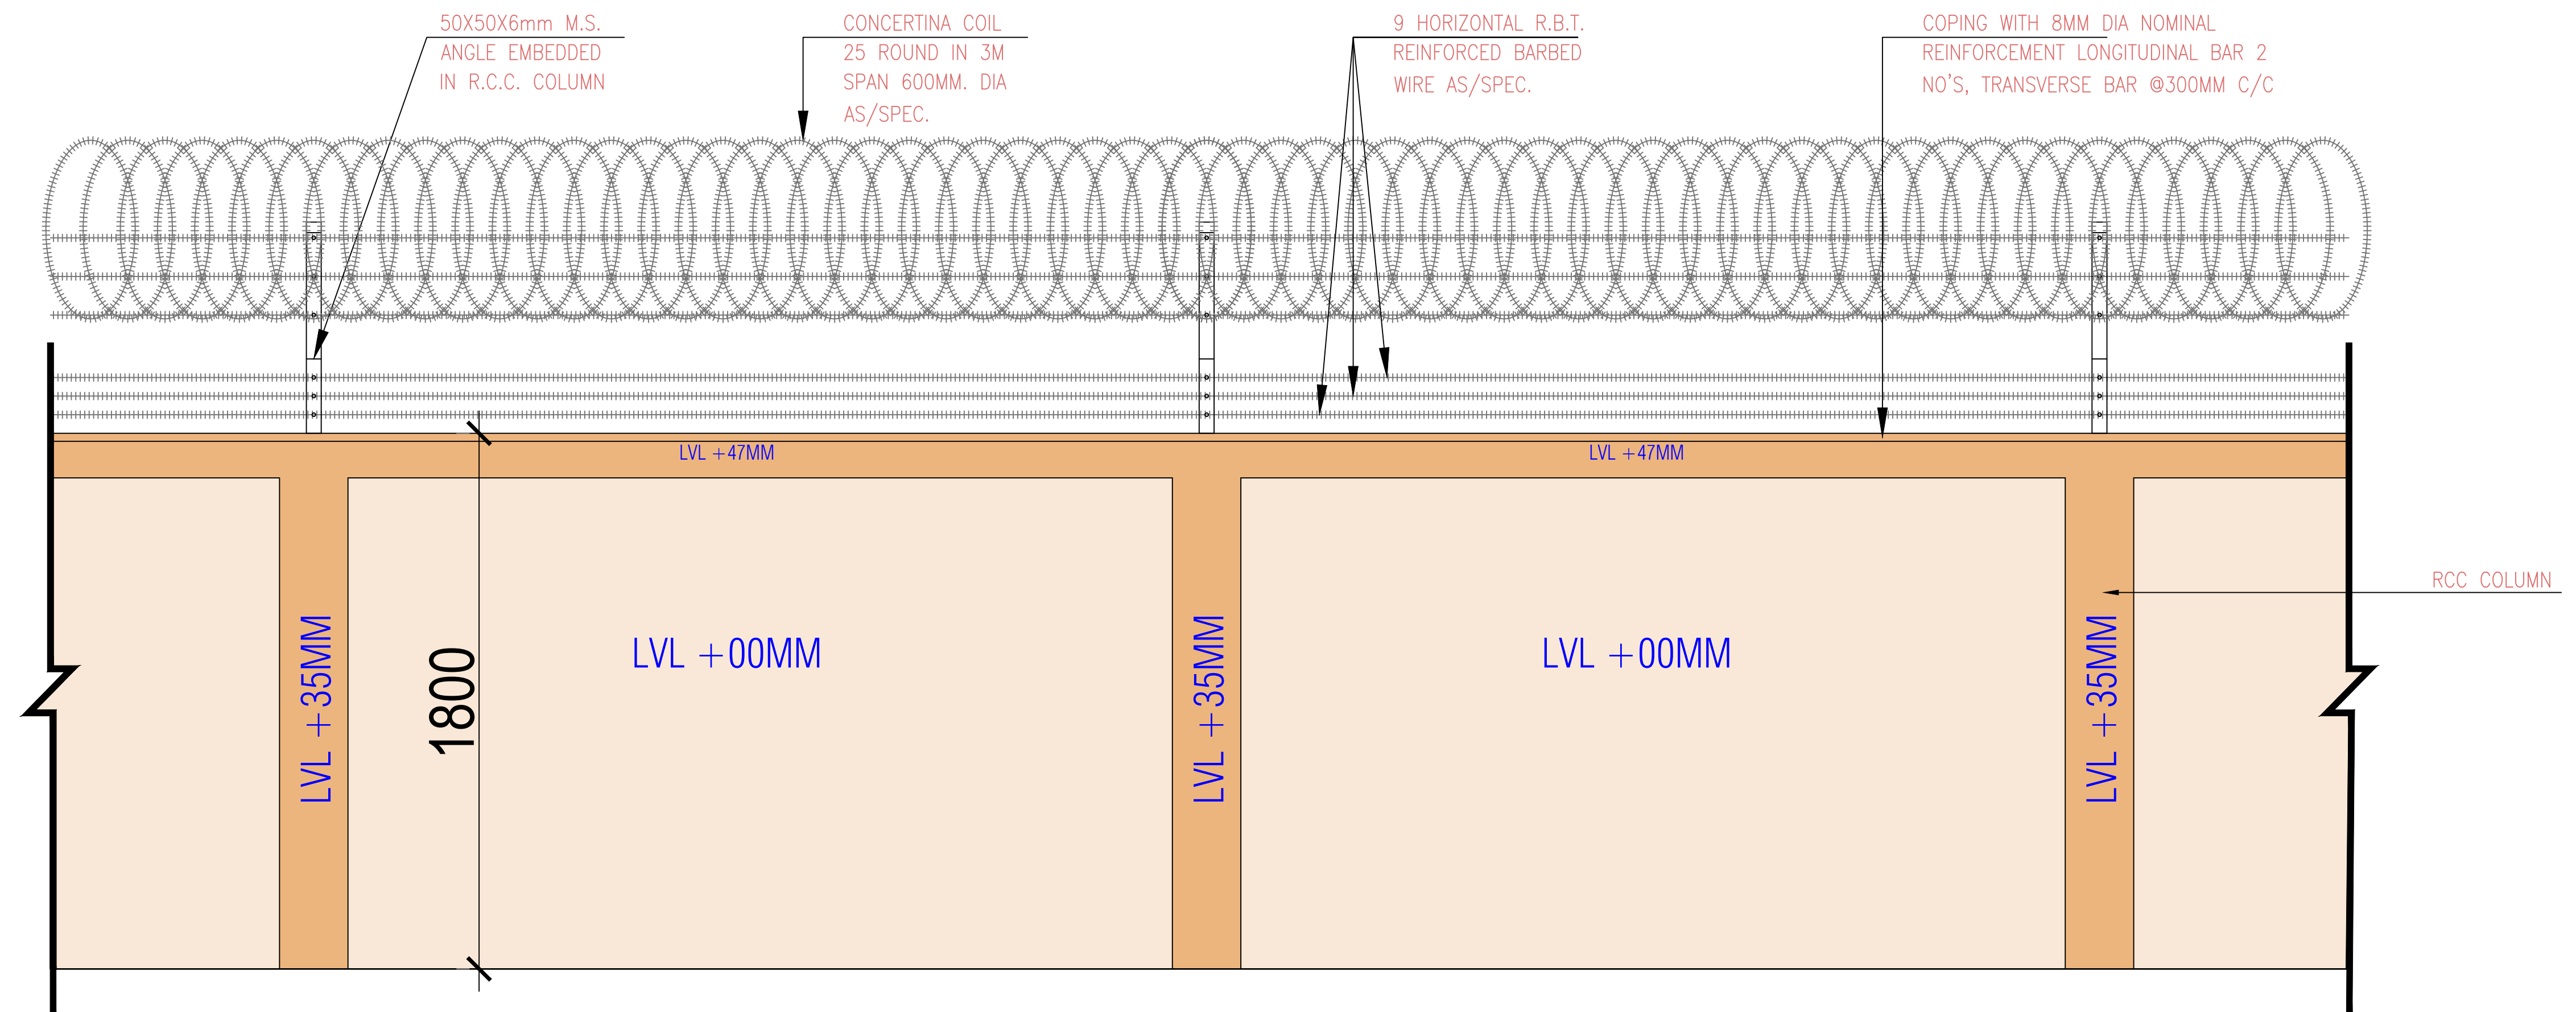 50X50X6mm M.S.
ANGLE EMBEDDED
IN R.C.C. COLUMN
CONCERTINA COIL
25 ROUND IN 3M
SPAN 600MM. DIA
AS/SPEC.
9 HORIZONTAL R.B.T.
REINFORCED BARBED
WIRE AS/SPEC.
COPING WITH 8MM DIA NOMINAL
REINFORCEMENT LONGITUDINAL BAR 2
NO'S, TRANSVERSE BAR @300MM C/C
LVL +47MM
LVL +47MM
RCC COLUMN
LVL +35MM
1800
LVL +00MM
LVL +35MM
LVL +00MM
LVL +35MM